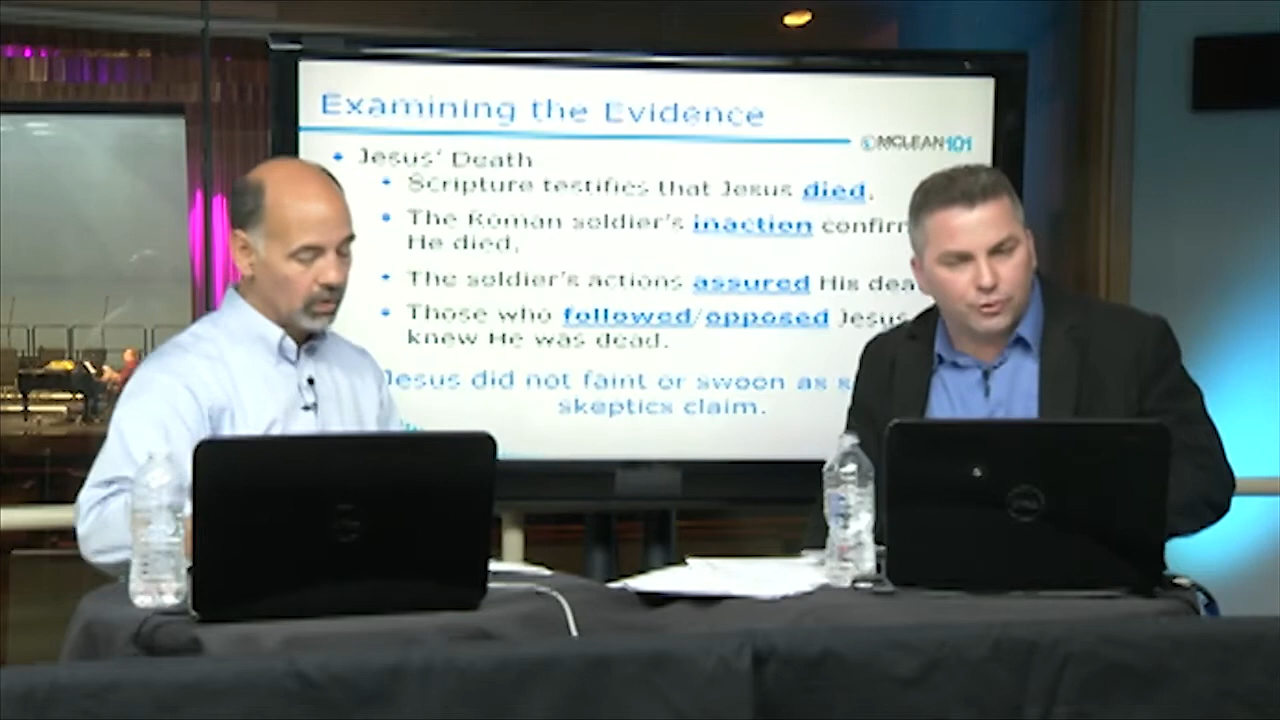 Examining the Evidence
MCLEAN101
• Jesus' Death
• Scripture testifies that Jesus died.
• The Roman soldier's inaction confirm
He died.
• The soldier's actions assured His dea
• Those who followed/opposed Jesus
knew He was dead.
Jesus did not faint or swoon as s
skeptics claim.
DELL